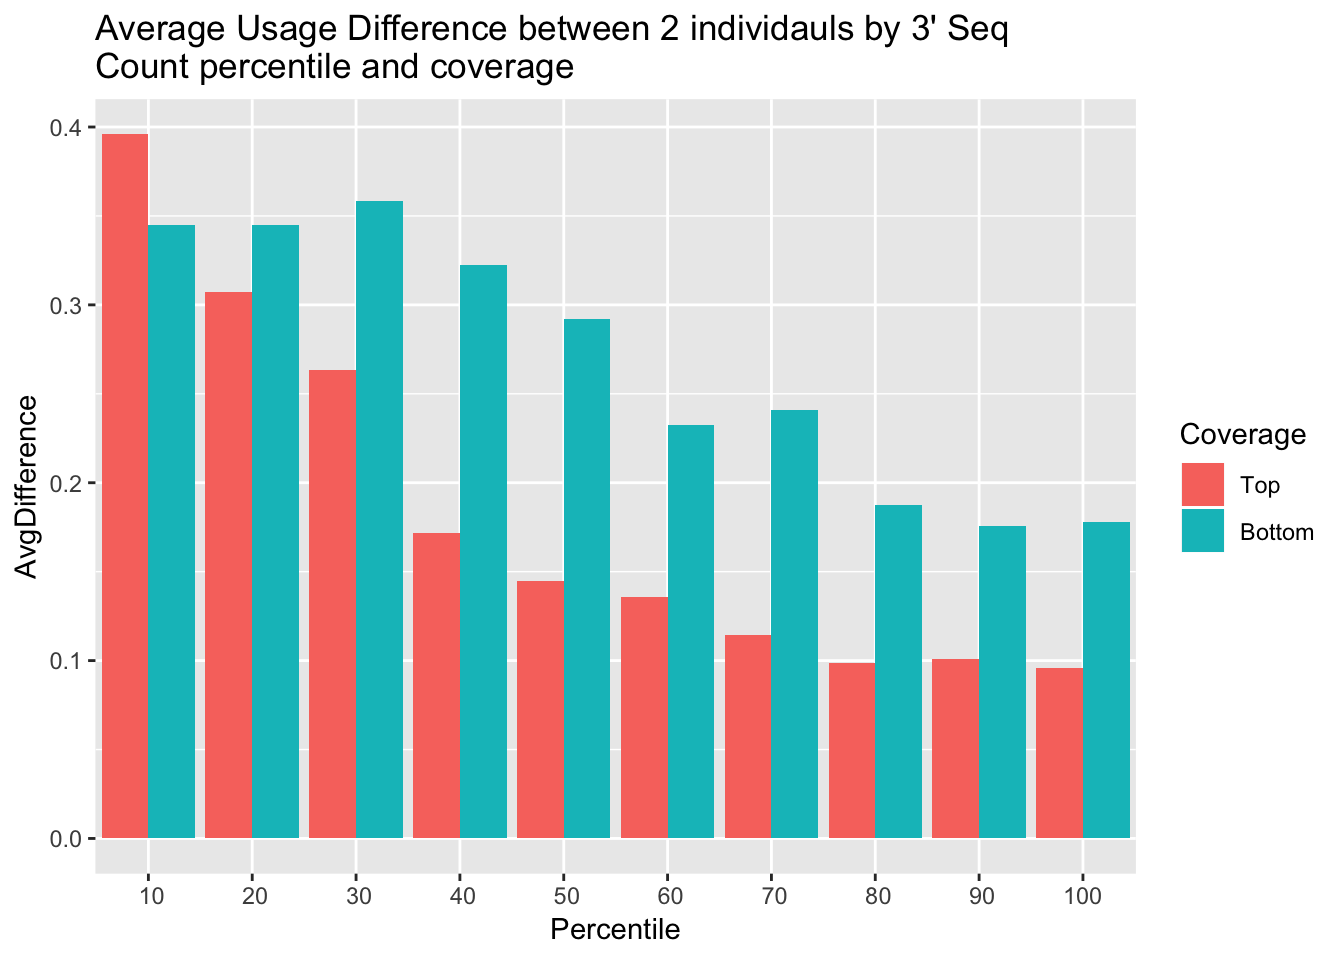 Average Usage Difference between 2 individauls by 3' Seq
Count percentile and coverage
AvgDifference
0.4
0.3
0.2
0.1
0.0
10 20 30 40 50 60 70 80 90 100
Percentile
Coverage
Top
Bottom